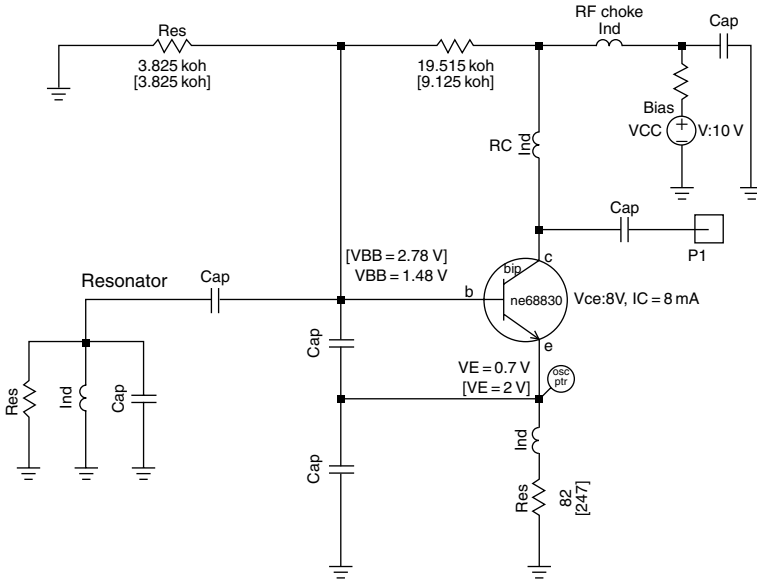 RF choke
Res
Ind
Cap
3.825 koh
[3.825 koh]
19.515 koh
[9.125 koh]
Bias
VCC
+
−
V:10 V
RC
Ind
Cap
P1
[VBB = 2.78 V]
VBB = 1.48 V
c
bip
b
ne68830
Vce:8V, IC = 8 mA
e
Resonator
Cap
Cap
VE = 0.7 V
[VE = 2 V]
osc
ptr
Res
Ind
Cap
Ind
Cap
Res
82
[247]